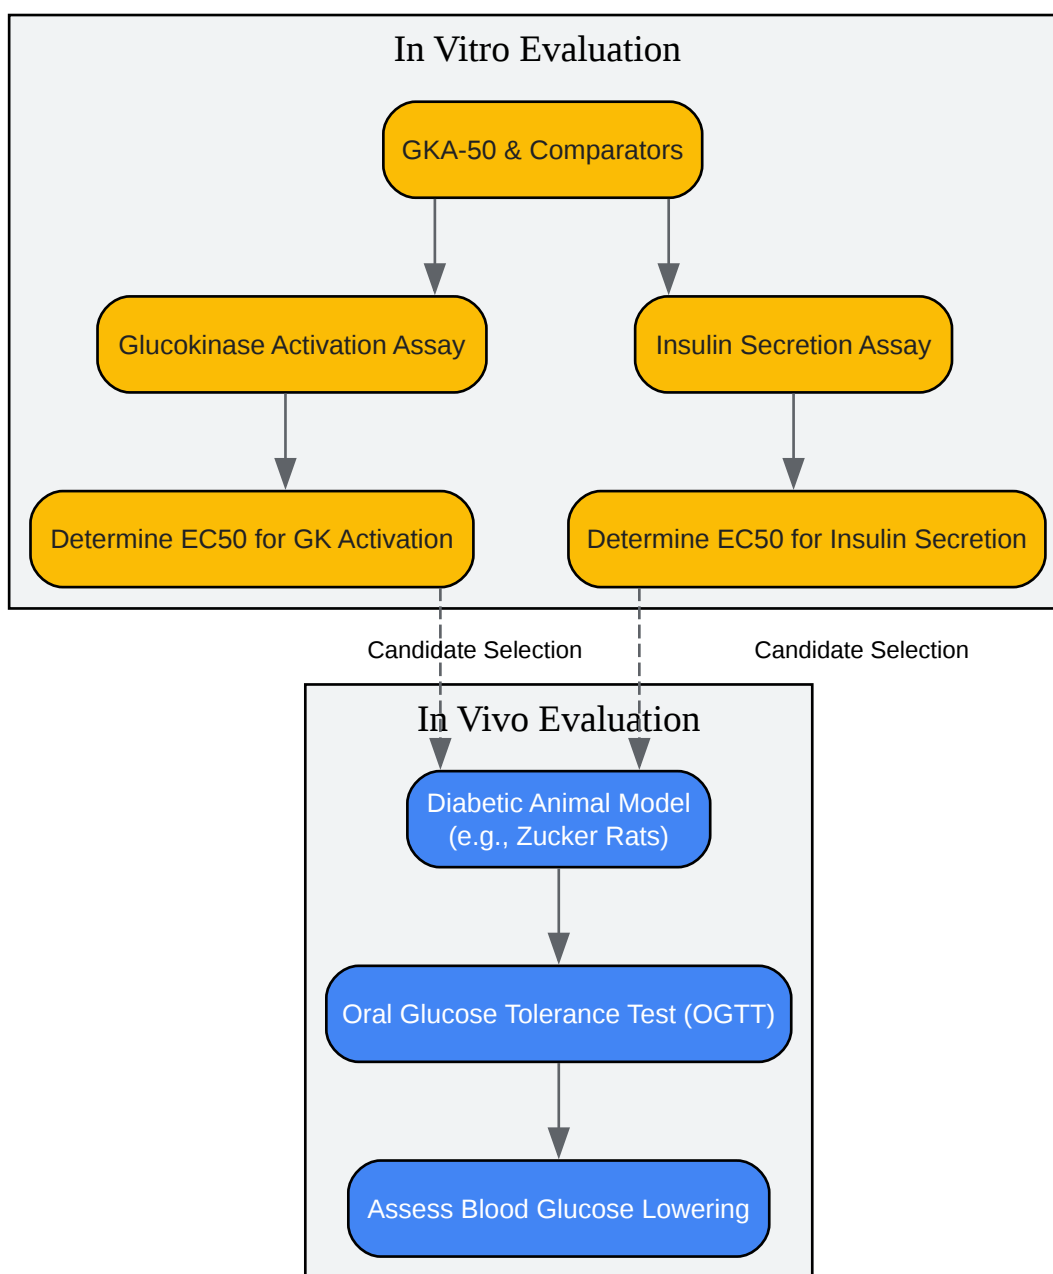 In Vitro Evaluation
GKA-50 & Comparators
Glucokinase Activation Assay
Insulin Secretion Assay
Determine EC50 for GK Activation
Determine EC50 for Insulin Secretion
Candidate Selection
Candidate Selection
In Vivo Evaluation
Diabetic Animal Model
(e.g., Zucker Rats)
Oral Glucose Tolerance Test (OGTT)
Assess Blood Glucose Lowering